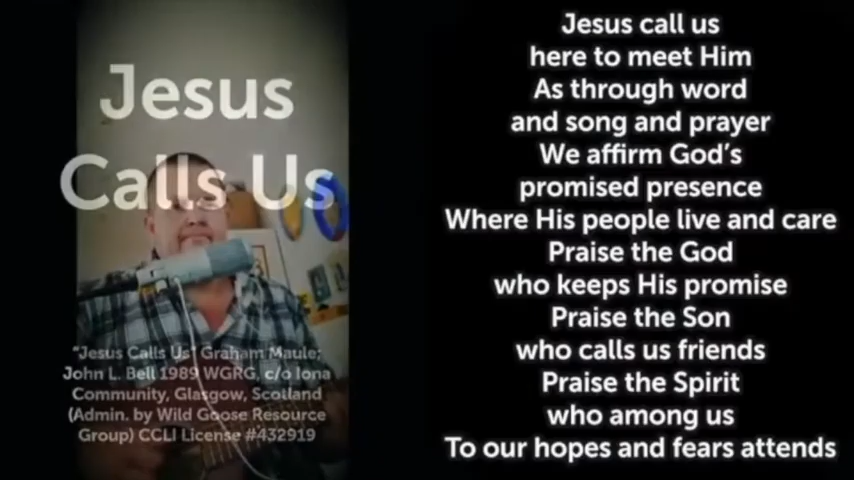 Jesus
Calls Us
"Jesus Calls Us" Graham Maule;
John L. Bell 1989 WGRG, c/o Iona
Community, Glasgow, Scotland
(Admin. by Wild Goose Resource
Group) CCLI License #432919
Jesus call us
here to meet Him
As through word
and song and prayer
We affirm God's
promised presence
Where His people live and care
Praise the God
who keeps His promise
Praise the Son
who calls us friends
Praise the Spirit
who among us
To our hopes and fears attends